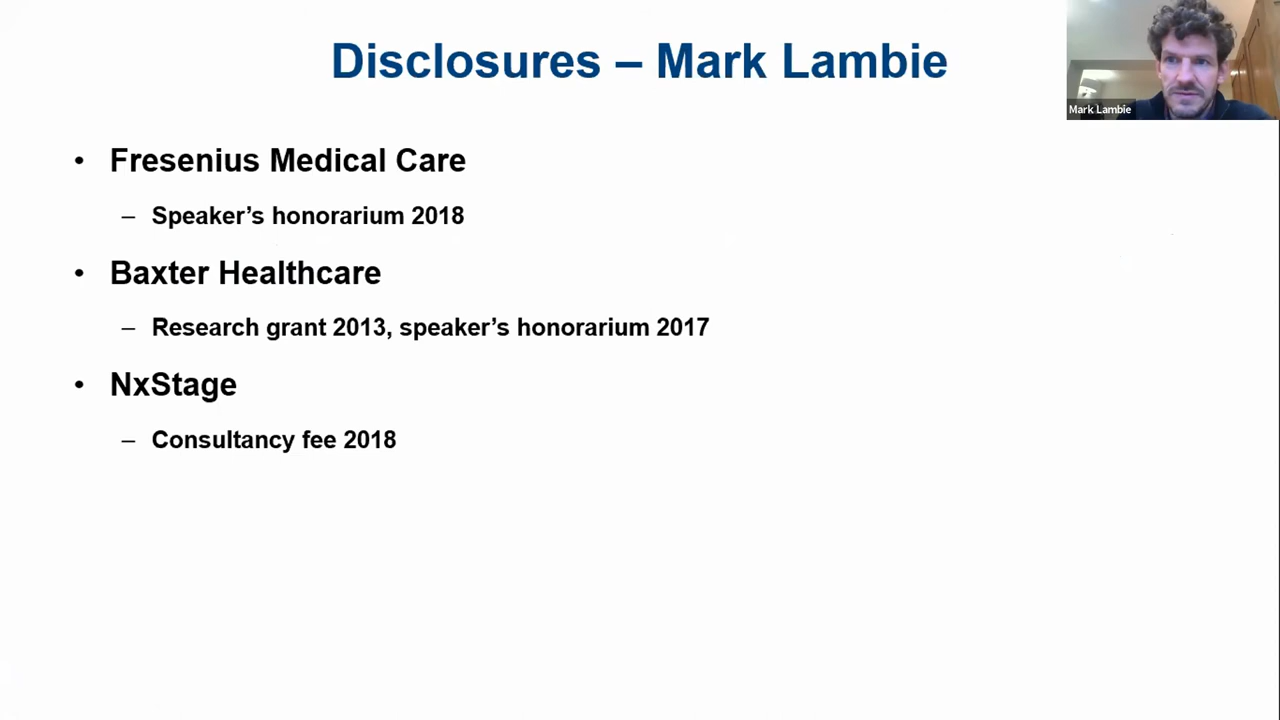 Disclosures – Mark Lambie
Mark Lambie
• Fresenius Medical Care
– Speaker’s honorarium 2018
• Baxter Healthcare
– Research grant 2013, speaker’s honorarium 2017
• NxStage
– Consultancy fee 2018